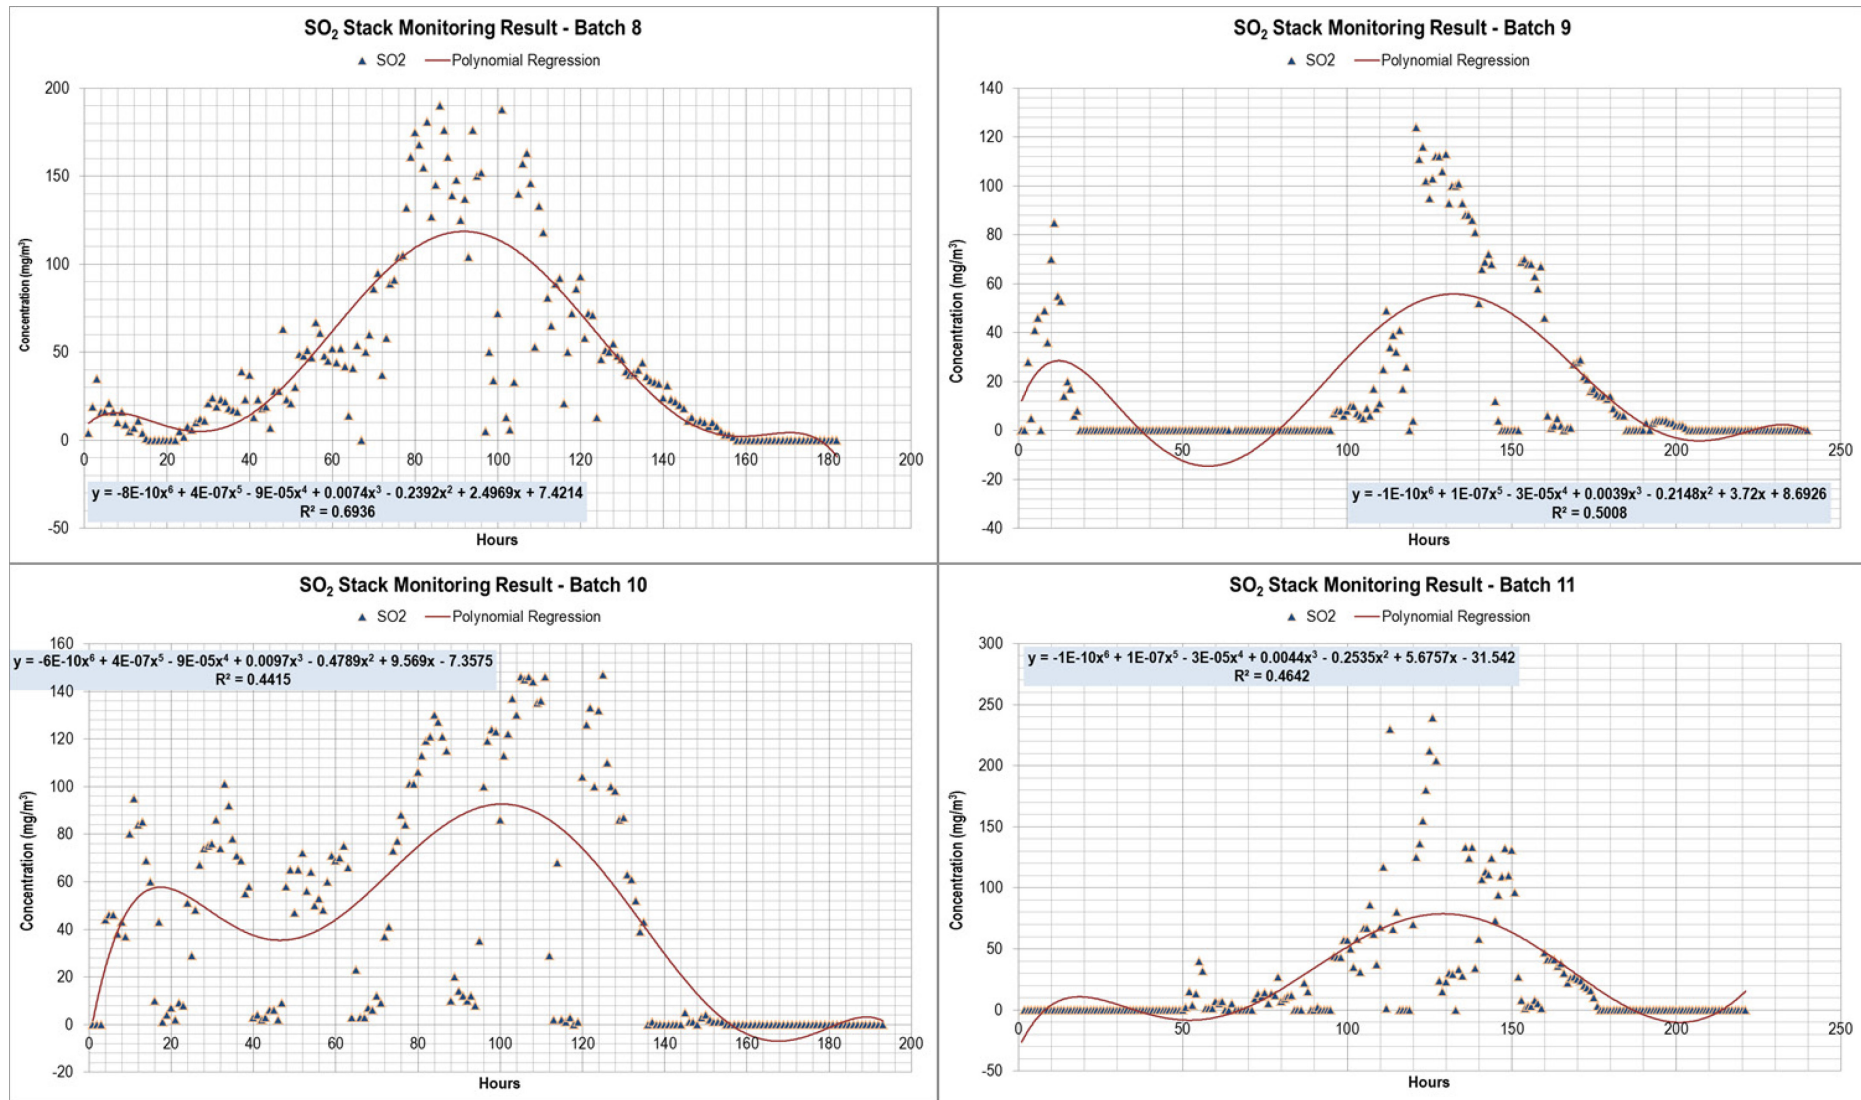 SO₂ Stack Monitoring Result - Batch 8
SO2 Polynomial Regression
200
150
100
50
0
-50
Concentration (mg/m³)
0 20 40 60 80 100 120 140 160 180 200
y = -8E-10x⁶ + 4E-07x⁵ - 9E-05x⁴ + 0.0074x³ - 0.2392x² + 2.4969x + 7.4214
R² = 0.6936
Hours
SO₂ Stack Monitoring Result - Batch 9
SO2 Polynomial Regression
140
120
100
80
60
40
20
0
-20
-40
Concentration (mg/m³)
0 50 100 150 200 250
y = -1E-10x⁶ + 1E-07x⁵ - 3E-05x⁴ + 0.0039x³ - 0.2148x² + 3.72x + 8.6926
R² = 0.5008
Hours
SO₂ Stack Monitoring Result - Batch 10
SO2 Polynomial Regression
160
y = -6E-10x⁶ + 4E-07x⁵ - 9E-05x⁴ + 0.0097x³ - 0.4789x² + 9.569x - 7.3575
R² = 0.4415
140
120
100
80
60
40
20
0
-20
Concentration (mg/m³)
0 20 40 60 80 100 120 140 160 180 200
Hours
SO₂ Stack Monitoring Result - Batch 11
SO2 Polynomial Regression
300
y = -1E-10x⁶ + 1E-07x⁵ - 3E-05x⁴ + 0.0044x³ - 0.2535x² + 5.6757x - 31.542
R² = 0.4642
250
200
150
100
50
0
-50
Concentration (mg/m³)
0 50 100 150 200 250
Hours